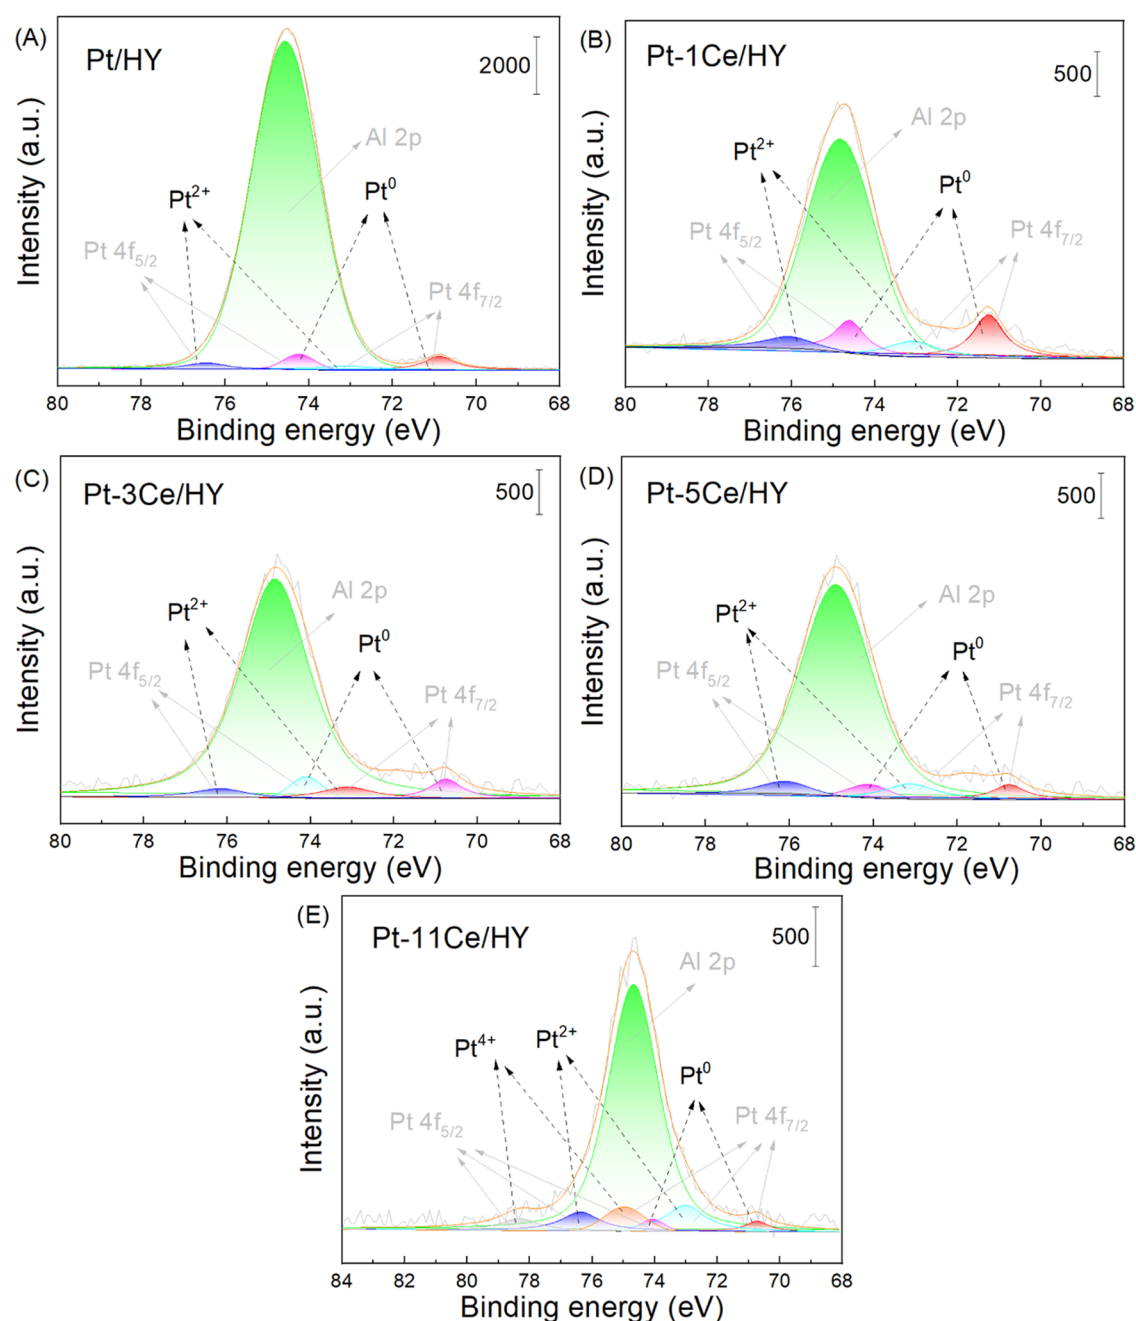 (A)
Pt/HY
2000
Al 2p
Pt²⁺
Pt⁰
Pt 4f₅/₂
Pt 4f₇/₂
Intensity (a.u.)
80 78 76 74 72 70 68
Binding energy (eV)
(B)
Pt-1Ce/HY
500
Al 2p
Pt²⁺
Pt⁰
Pt 4f₅/₂
Pt 4f₇/₂
Intensity (a.u.)
80 78 76 74 72 70 68
Binding energy (eV)
(C)
Pt-3Ce/HY
500
Al 2p
Pt²⁺
Pt⁰
Pt 4f₅/₂
Pt 4f₇/₂
Intensity (a.u.)
80 78 76 74 72 70 68
Binding energy (eV)
(D)
Pt-5Ce/HY
500
Al 2p
Pt²⁺
Pt⁰
Pt 4f₅/₂
Pt 4f₇/₂
Intensity (a.u.)
80 78 76 74 72 70 68
Binding energy (eV)
(E)
Pt-11Ce/HY
500
Al 2p
Pt⁴⁺
Pt²⁺
Pt⁰
Pt 4f₅/₂
Pt 4f₇/₂
Intensity (a.u.)
84 82 80 78 76 74 72 70 68
Binding energy (eV)